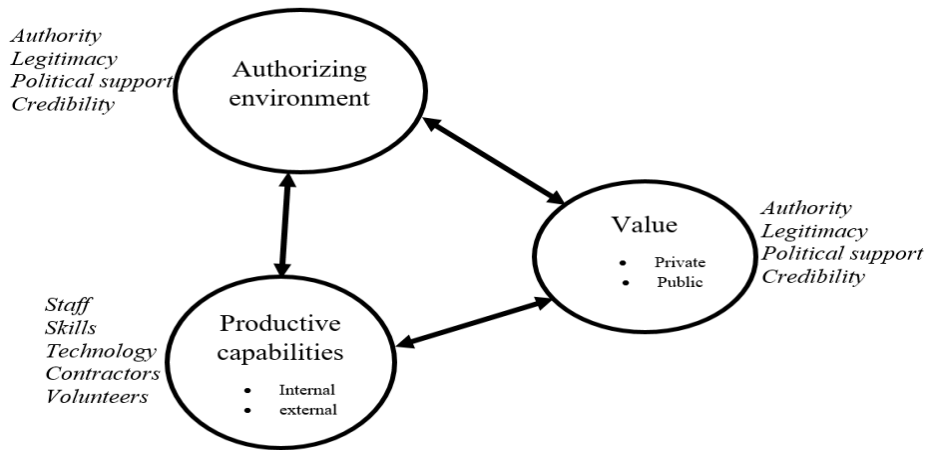 Authority
Legitimacy
Political support
Credibility
Authorizing
environment
Value
• Private
• Public
Authority
Legitimacy
Political support
Credibility
Staff
Skills
Technology
Contractors
Volunteers
Productive
capabilities
• Internal
• external